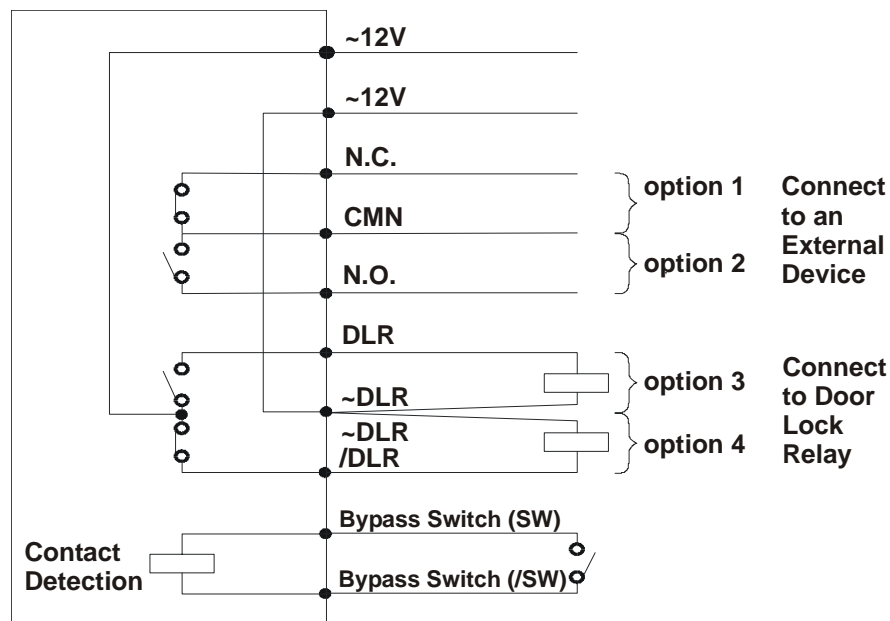 ~12V
~12V
N.C.
option 1
Connect
to an
External
Device
CMN
option 2
N.O.
DLR
option 3
Connect
to Door
Lock
Relay
~DLR
~DLR
option 4
/DLR
Bypass Switch (SW)
Contact
Detection
Bypass Switch (/SW)